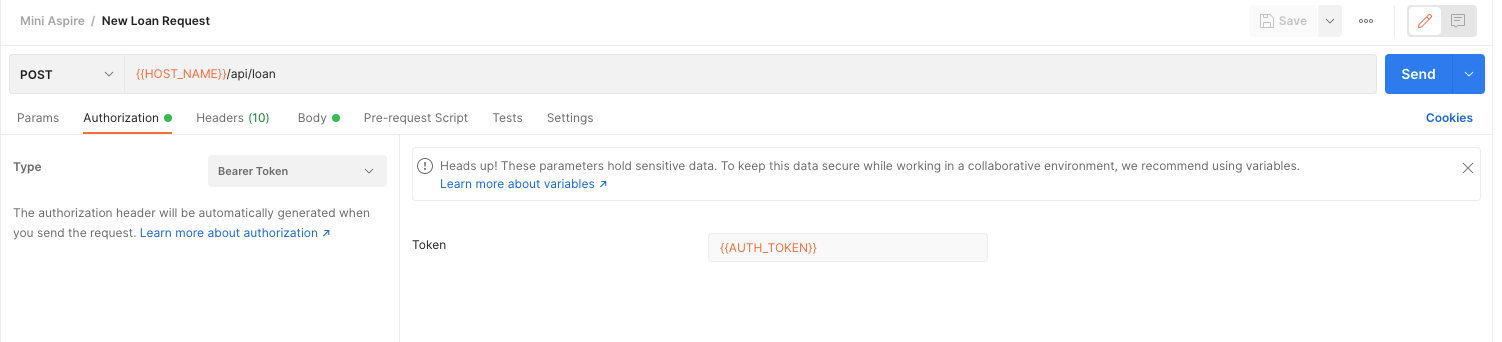 Mini Aspire / New Loan Request
Save
POST
{{HOST_NAME}}/api/loan
Send
Params Authorization Headers (10) Body Pre-request Script Tests Settings
Cookies
Type
Bearer Token
The authorization header will be automatically generated when
you send the request. Learn more about authorization ↗
Heads up! These parameters hold sensitive data. To keep this data secure while working in a collaborative environment, we recommend using variables.
Learn more about variables ↗
Token
{{AUTH_TOKEN}}